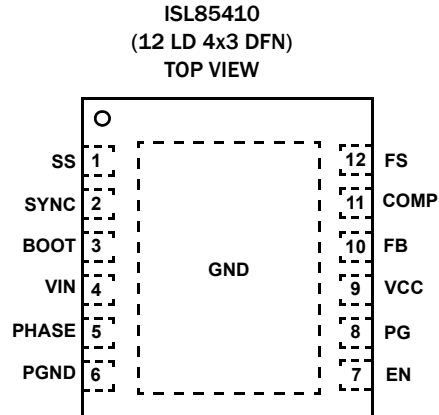 ISL85410
(12 LD 4x3 DFN)
TOP VIEW
SS 1
SYNC 2
BOOT 3
VIN 4
PHASE 5
PGND 6
GND
12 FS
11 COMP
10 FB
9 VCC
8 PG
7 EN